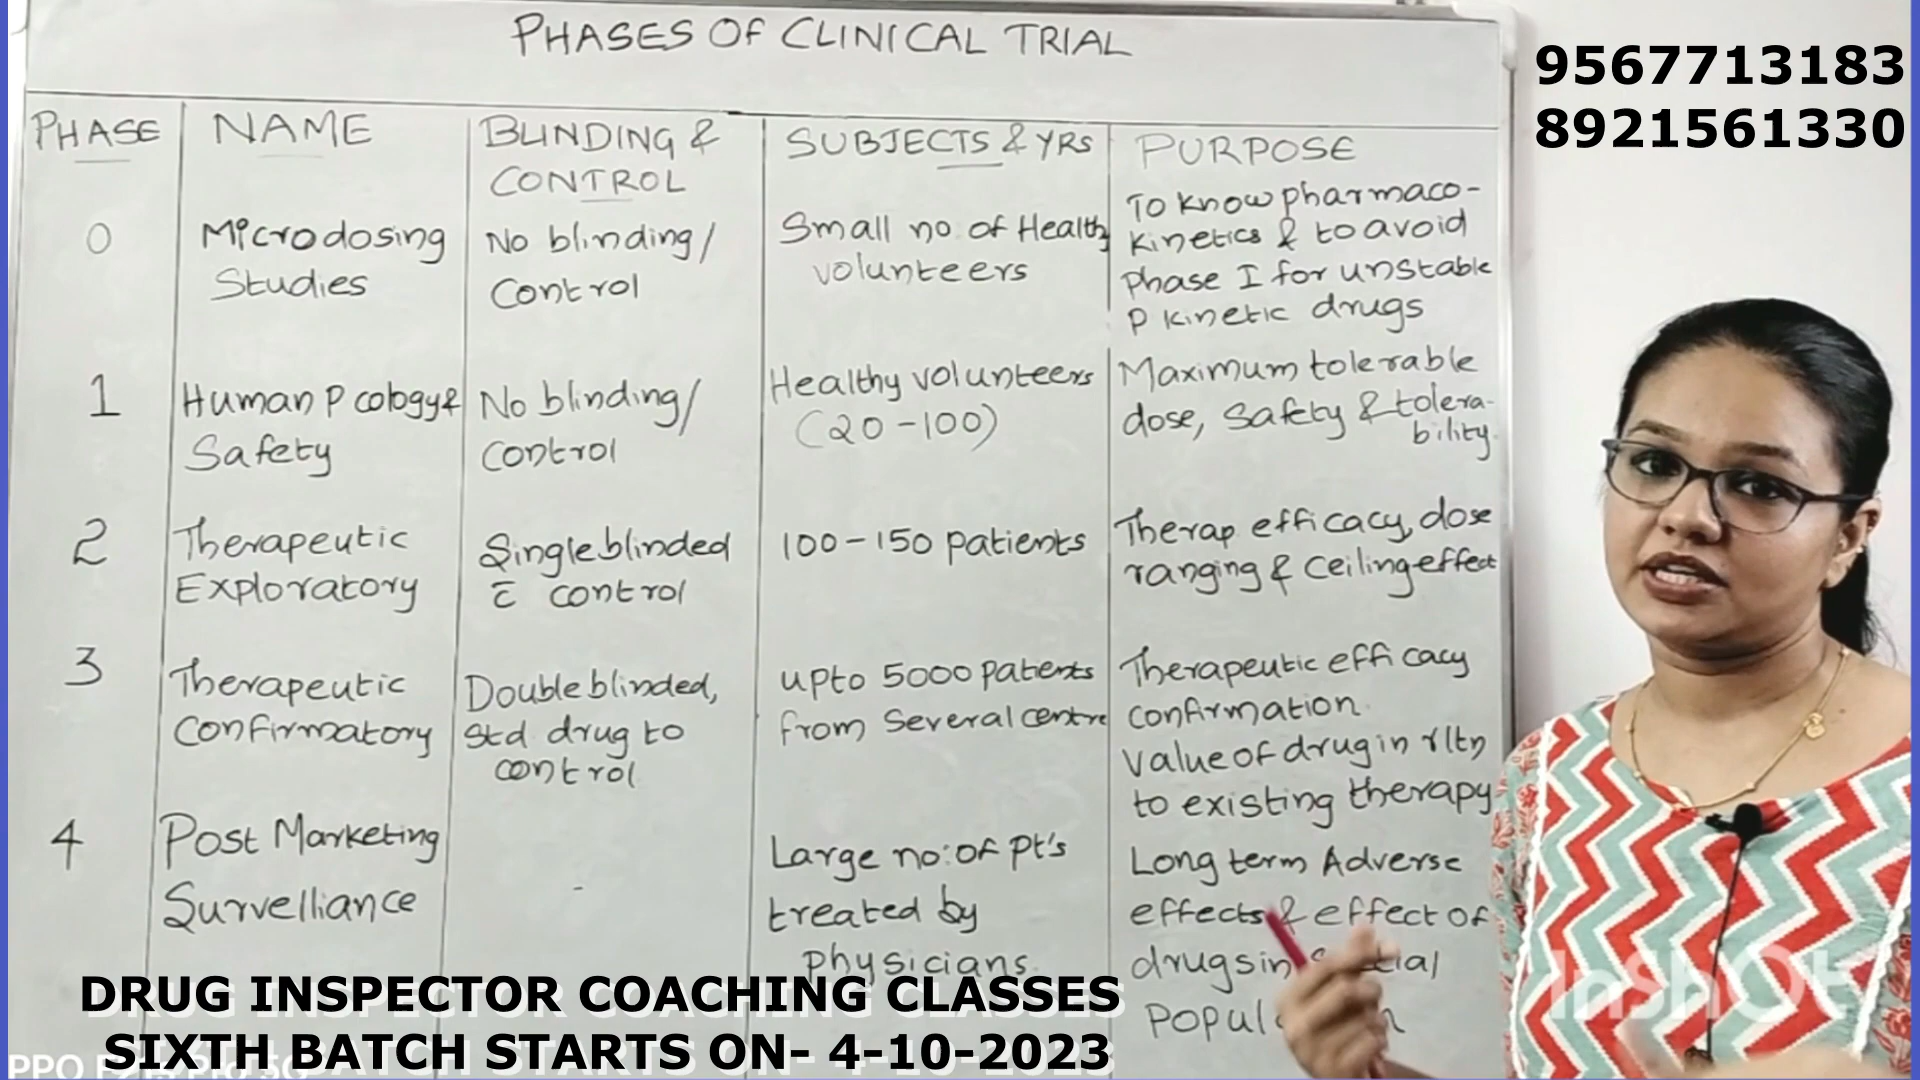 PHASES OF CLINICAL TRIAL
9567713183
8921561330
PHASE
NAME
BLINDING &
CONTROL
SUBJECTS & YRS
PURPOSE
0
Microdosing
Studies
No blinding/
Control
Small no of Healthy
volunteers
To know pharmaco-
kinetics & to avoid
phase I for unstable
P kinetic drugs
1
Human P cology &
Safety
No blinding/
control
Healthy volunteers
(20-100)
Maximum tolerable
dose, Safety & tolera-
bility
2
Therapeutic
Exploratory
Single blinded
c̄ control
100-150 patients
Therap efficacy, dose
ranging & ceiling effect
3
Therapeutic
Confirmatory
Double blinded,
Std drug to
control
upto 5000 patients
from several centre
Therapeutic efficacy
confirmation.
value of drug in rltn
to existing therapy
4
Post Marketing
Survelliance
-
Large no: of Pt's
treated by
physicians.
Long term Adverse
effects & effect of
drugs in
DRUG INSPECTOR COACHING CLASSES
SIXTH BATCH STARTS ON- 4-10-2023
InShOt